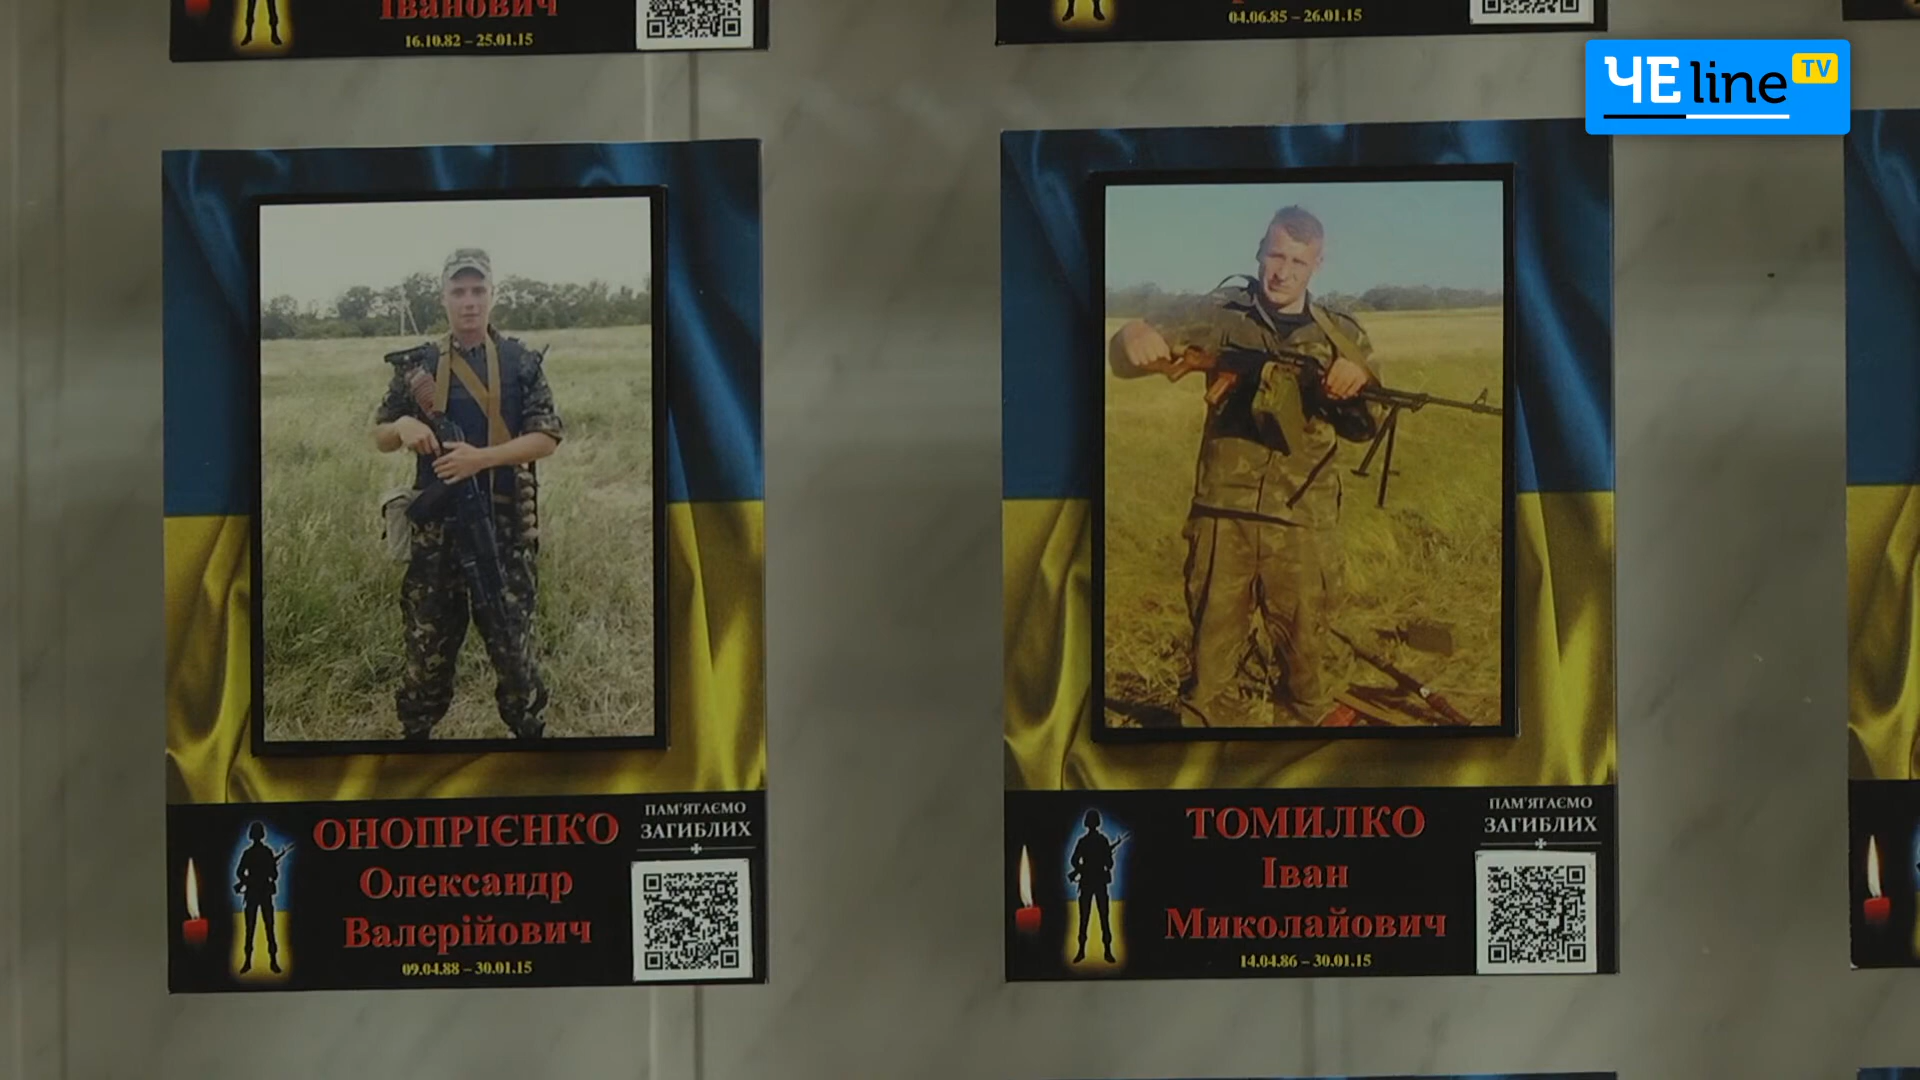 Іванович
16.10.82 – 25.01.15
04.06.85 – 26.01.15
ЧЕ line TV
ОНОПРІЄНКО
Олександр
Валерійович
09.04.88 – 30.01.15
ПАМ'ЯТАЄМО
ЗАГИБЛИХ
ТОМИЛКО
Іван
Миколайович
14.04.86 – 30.01.15
ПАМ'ЯТАЄМО
ЗАГИБЛИХ